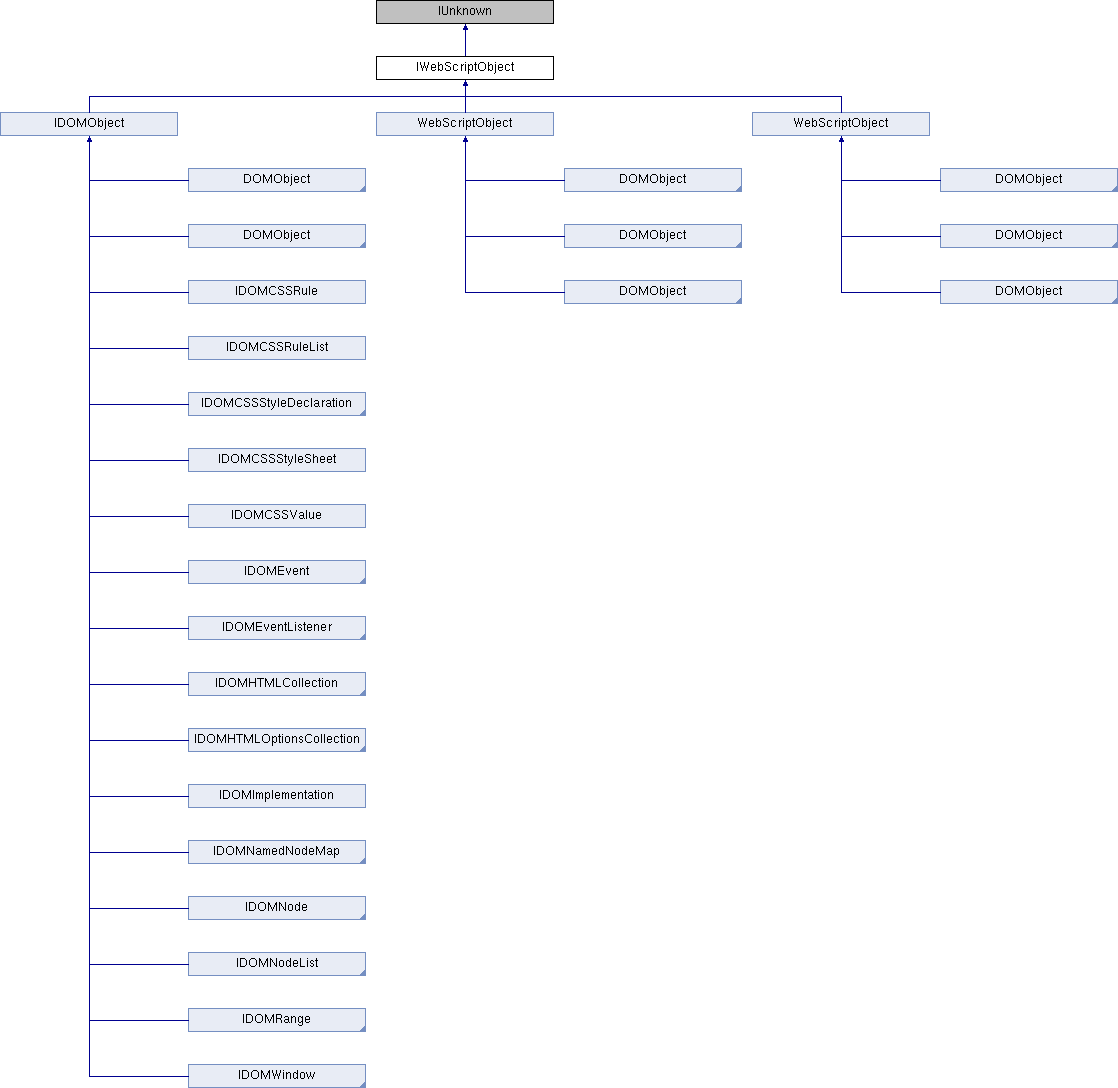 IUnknown
IWebScriptObject
IDOMObject
WebScriptObject
WebScriptObject
DOMObject
DOMObject
DOMObject
DOMObject
DOMObject
DOMObject
IDOMCSSRule
DOMObject
DOMObject
IDOMCSSRuleList
IDOMCSSStyleDeclaration
IDOMCSSStyleSheet
IDOMCSSValue
IDOMEvent
IDOMEventListener
IDOMHTMLCollection
IDOMHTMLOptionsCollection
IDOMImplementation
IDOMNamedNodeMap
IDOMNode
IDOMNodeList
IDOMRange
IDOMWindow